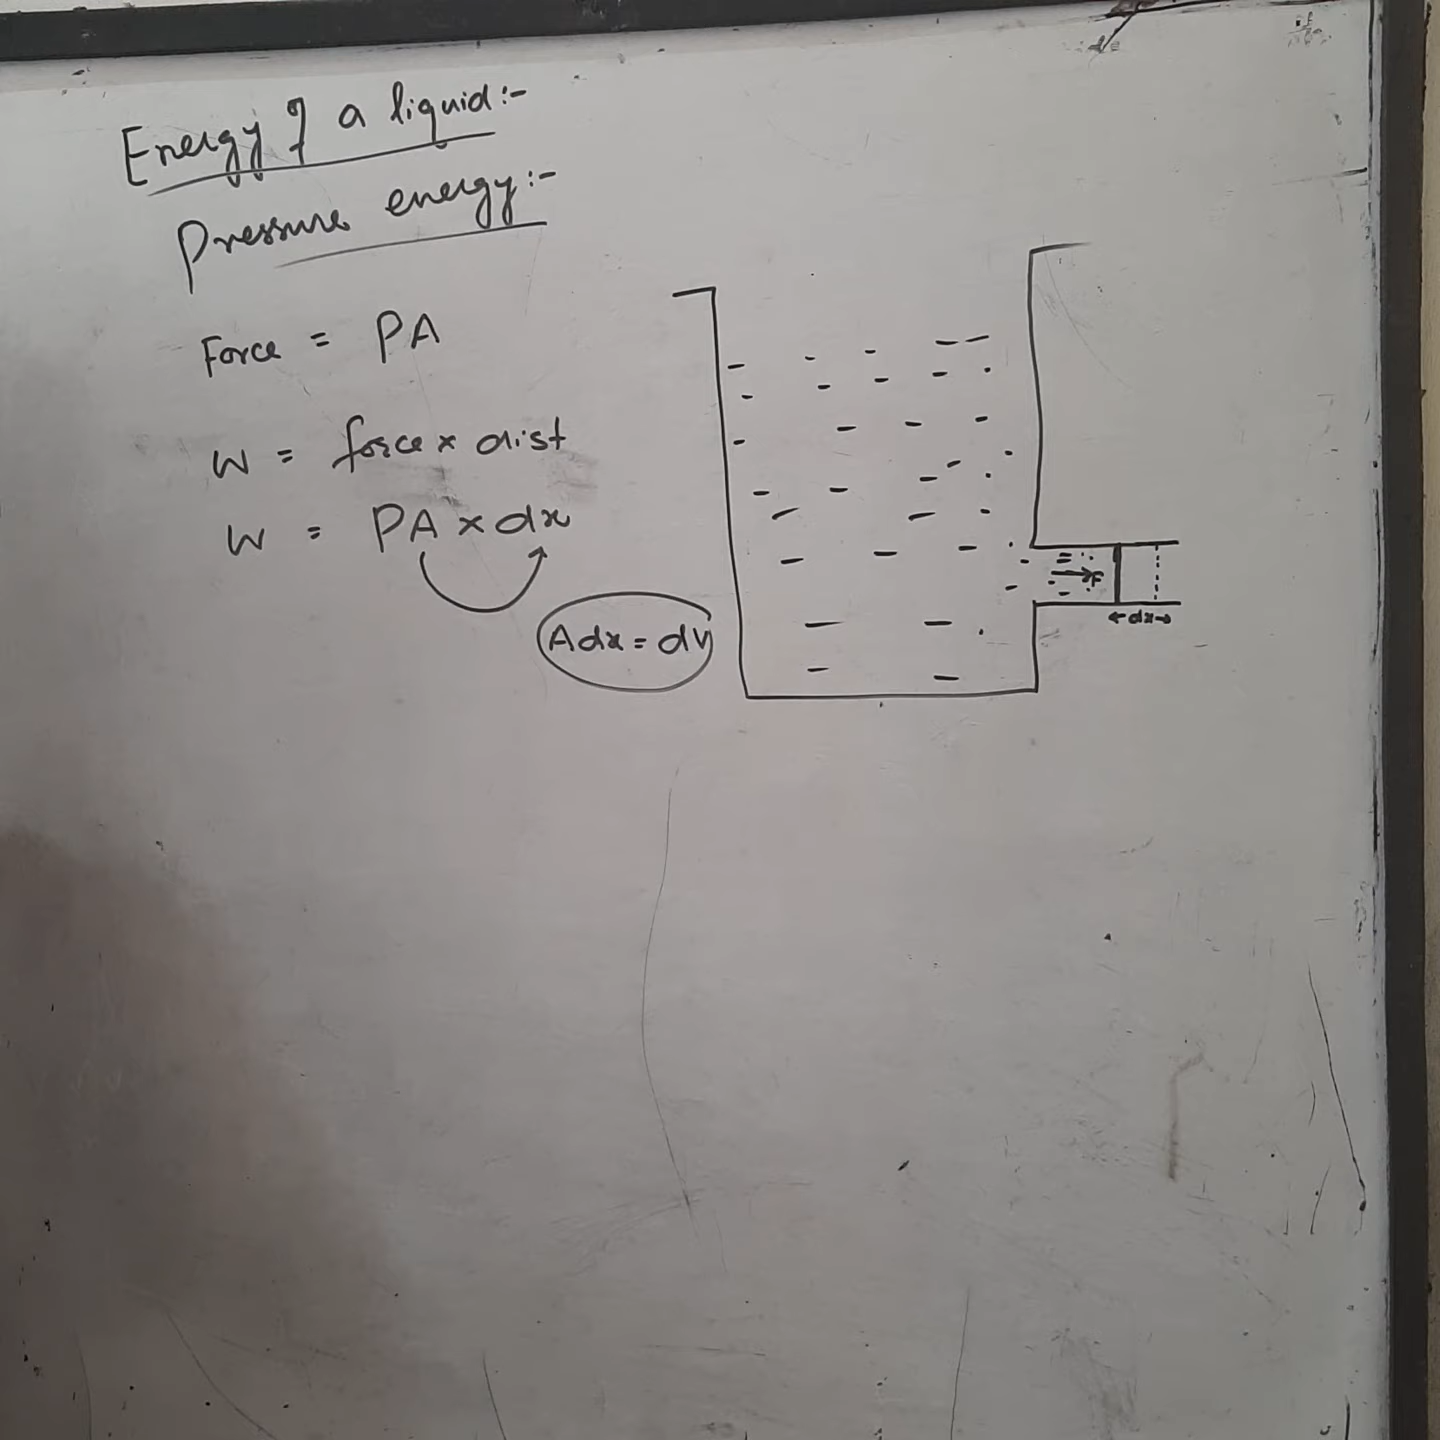 Energy of a liquid:-
Pressure energy:-
Force = PA
W = force x dist
W = PA x dx
Adx = dV
F
dx